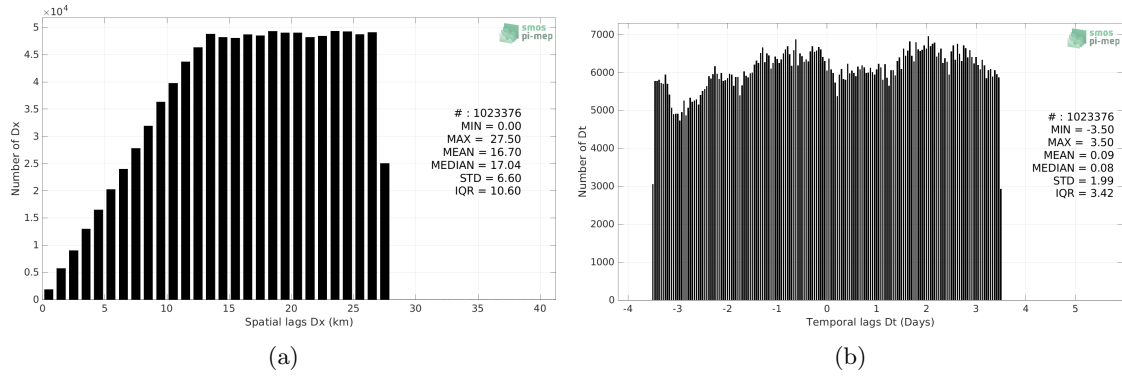 ×10⁴
5
4.5
4
3.5
3
2.5
2
1.5
1
0.5
0
Number of Dx
smos
pi-mep
# : 1023376
MIN = 0.00
MAX = 27.50
MEAN = 16.70
MEDIAN = 17.04
STD = 6.60
IQR = 10.60
0 5 10 15 20 25 30 35 40
Spatial lags Dx (km)
(a)
7000
6000
5000
4000
3000
2000
1000
0
Number of Dt
smos
pi-mep
# : 1023376
MIN = -3.50
MAX = 3.50
MEAN = 0.09
MEDIAN = 0.08
STD = 1.99
IQR = 3.42
-4 -3 -2 -1 0 1 2 3 4 5
Temporal lags Dt (Days)
(b)